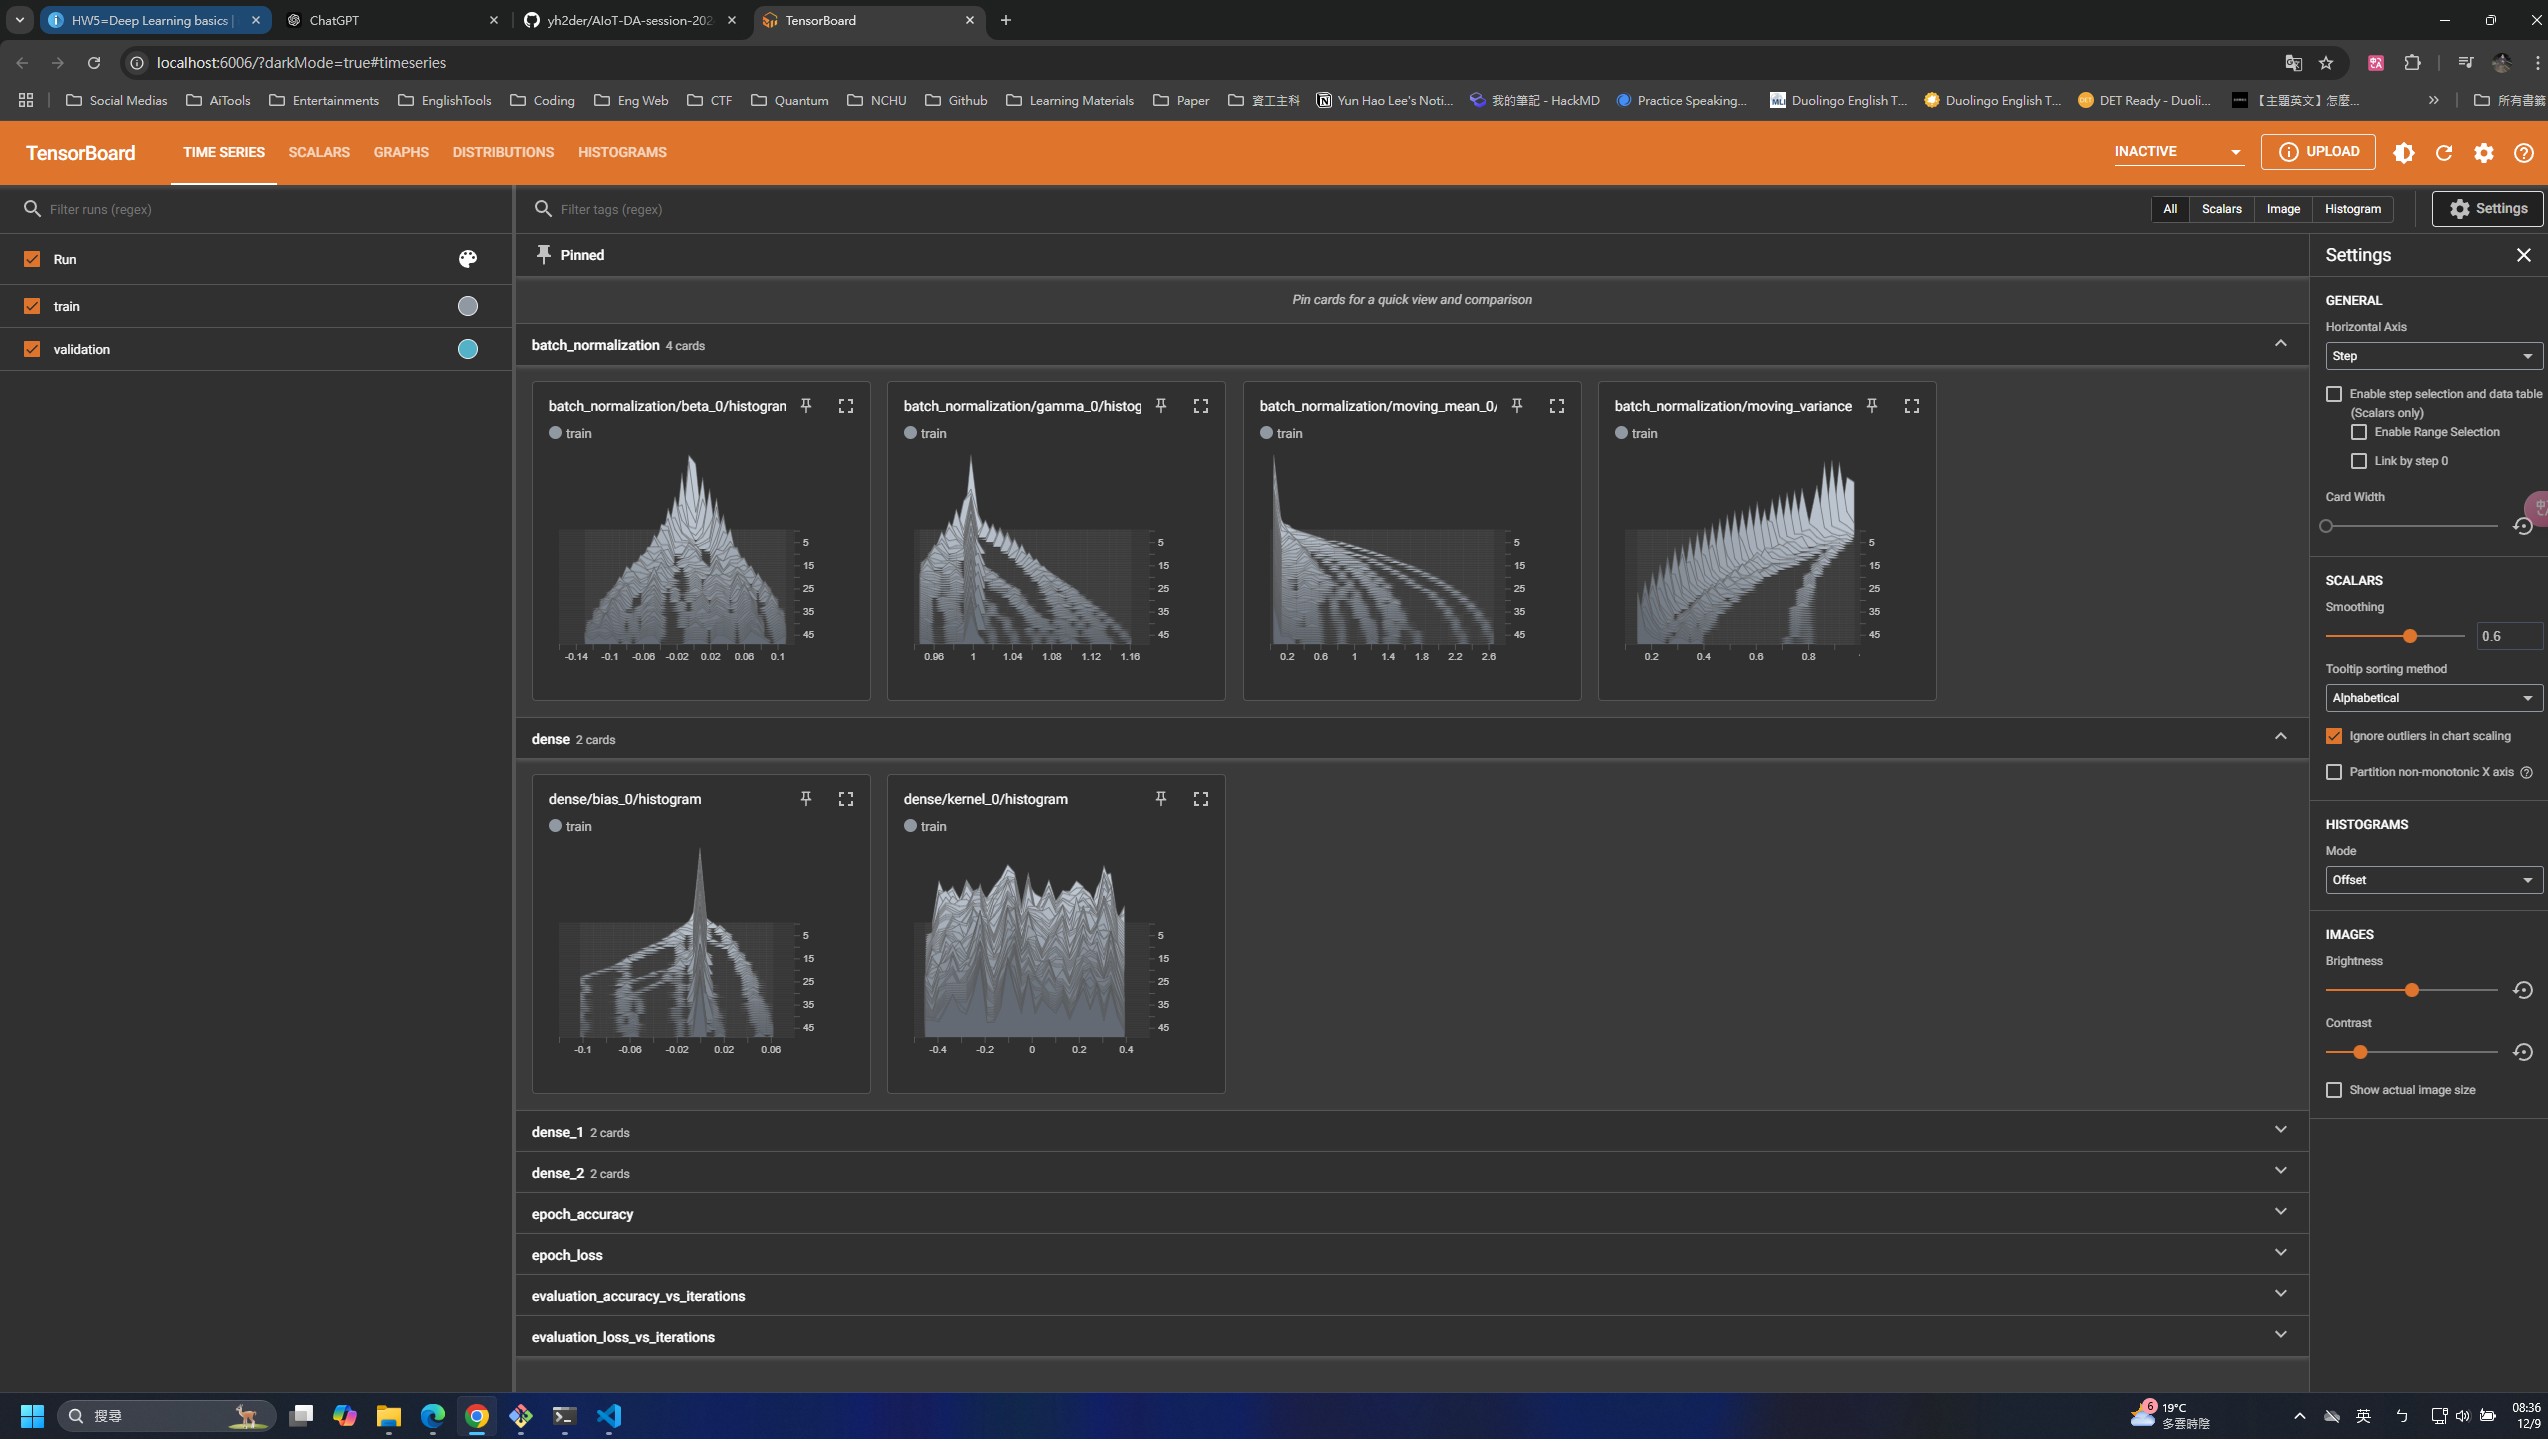 HW5=Deep Learning basics |
ChatGPT
yh2der/AIoT-DA-session-202
TensorBoard
localhost:6006/?darkMode=true#timeseries
Social Medias AiTools Entertainments EnglishTools Coding Eng Web CTF Quantum NCHU Github Learning Materials Paper 資工主科 Yun Hao Lee's Noti... 我的筆記 - HackMD Practice Speaking... Duolingo English T... Duolingo English T... DET Ready - Duoli... 【主題英文】怎麼... 所有書籤
TensorBoard TIME SERIES SCALARS GRAPHS DISTRIBUTIONS HISTOGRAMS INACTIVE UPLOAD
Filter runs (regex)
Filter tags (regex)
All Scalars Image Histogram Settings
Run
train
validation
Pinned
Pin cards for a quick view and comparison
batch_normalization 4 cards
batch_normalization/beta_0/histogran
train
5
15
25
35
45
-0.14 -0.1 -0.06 -0.02 0.02 0.06 0.1
batch_normalization/gamma_0/histog
train
5
15
25
35
45
0.96 1 1.04 1.08 1.12 1.16
batch_normalization/moving_mean_0/
train
5
15
25
35
45
0.2 0.6 1 1.4 1.8 2.2 2.6
batch_normalization/moving_variance
train
5
15
25
35
45
0.2 0.4 0.6 0.8
dense 2 cards
dense/bias_0/histogram
train
5
15
25
35
45
-0.1 -0.06 -0.02 0.02 0.06
dense/kernel_0/histogram
train
5
15
25
35
45
-0.4 -0.2 0 0.2 0.4
dense_1 2 cards
dense_2 2 cards
epoch_accuracy
epoch_loss
evaluation_accuracy_vs_iterations
evaluation_loss_vs_iterations
Settings
GENERAL
Horizontal Axis
Step
Enable step selection and data table
(Scalars only)
Enable Range Selection
Link by step 0
Card Width
SCALARS
Smoothing
0.6
Tooltip sorting method
Alphabetical
Ignore outliers in chart scaling
Partition non-monotonic X axis
HISTOGRAMS
Mode
Offset
IMAGES
Brightness
Contrast
Show actual image size
搜尋
6
19°C
多雲時陰
英
ㄅ
08:36
12/9